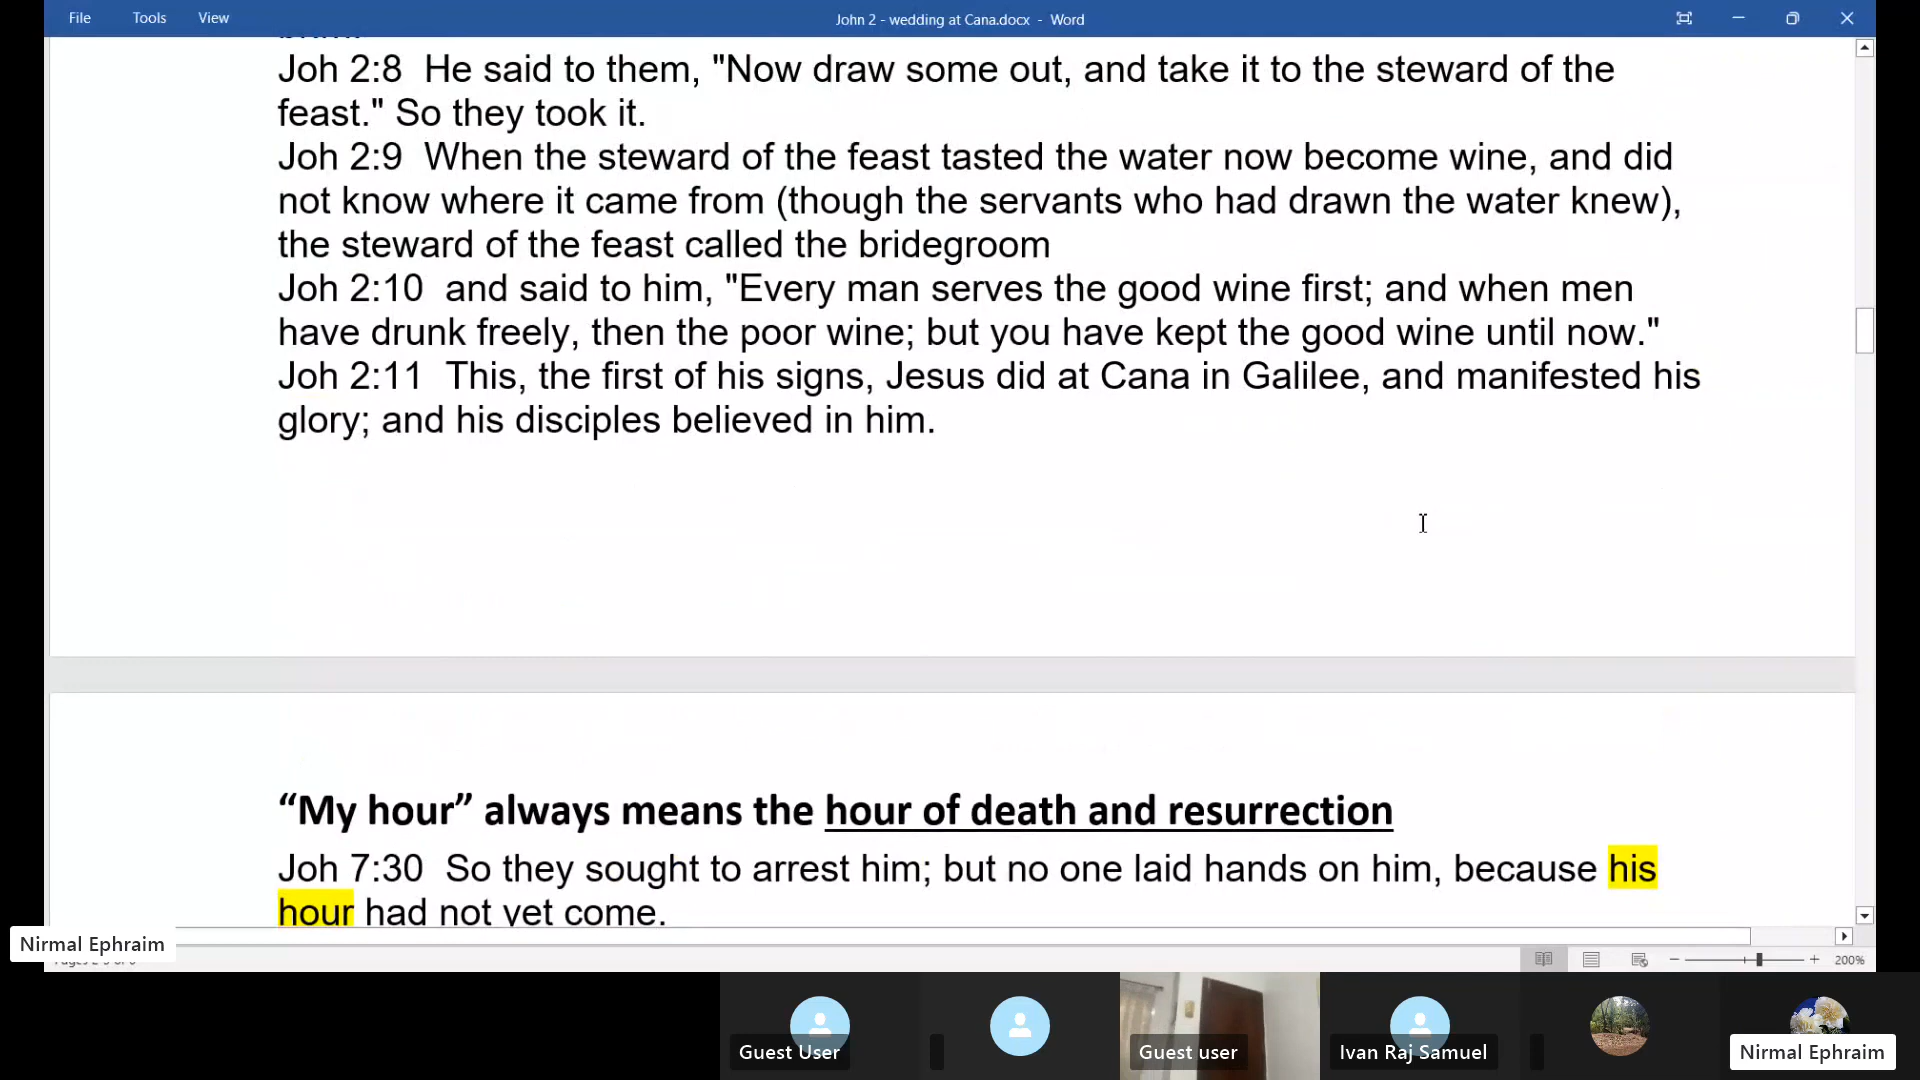 File Tools View John 2 - wedding at Cana.docx - Word
Joh 2:8 He said to them, "Now draw some out, and take it to the steward of the
feast." So they took it.
Joh 2:9 When the steward of the feast tasted the water now become wine, and did
not know where it came from (though the servants who had drawn the water knew),
the steward of the feast called the bridegroom
Joh 2:10 and said to him, "Every man serves the good wine first; and when men
have drunk freely, then the poor wine; but you have kept the good wine until now."
Joh 2:11 This, the first of his signs, Jesus did at Cana in Galilee, and manifested his
glory; and his disciples believed in him.
“My hour” always means the hour of death and resurrection
Joh 7:30 So they sought to arrest him; but no one laid hands on him, because his
hour had not yet come.
Nirmal Ephraim
200%
Guest User
Guest user
Ivan Raj Samuel
Nirmal Ephraim